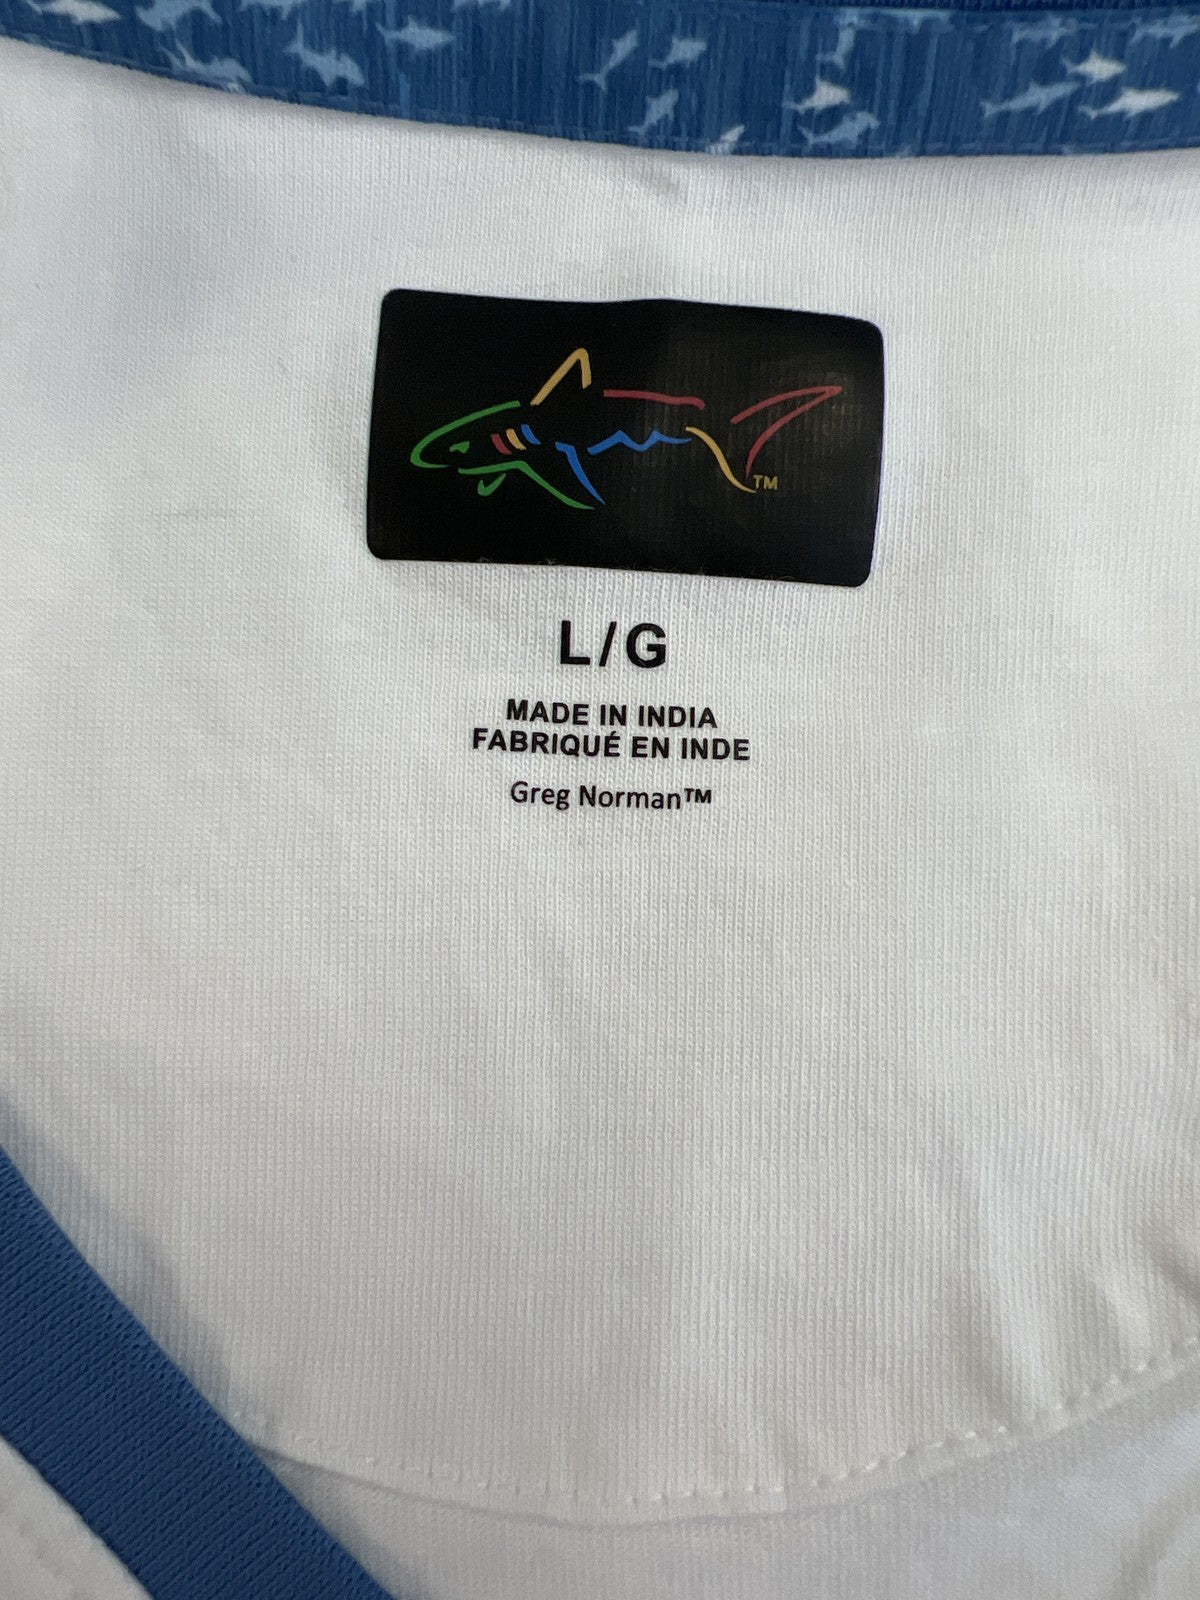 TM
L/G
MADE IN INDIA
FABRIQUÉ EN INDE
Greg Norman™